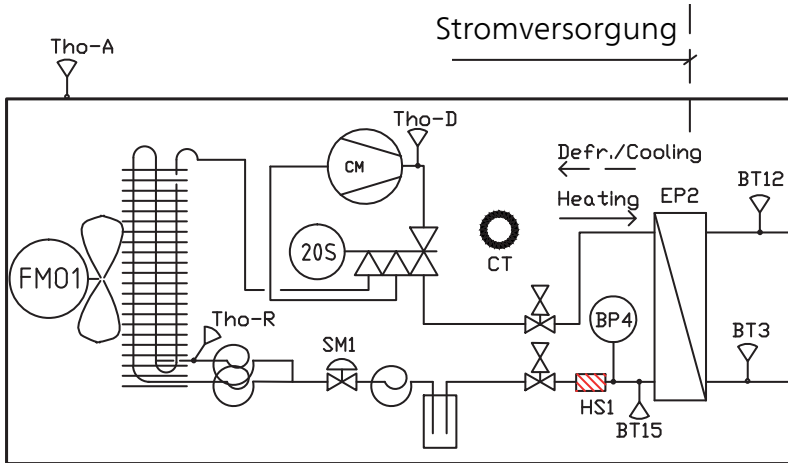 Stromversorgung
Tho-A
Tho-D
CM
Defr./Cooling
Heating
EP2
BT12
20S
CT
FM01
Tho-R
SM1
BP4
BT3
HS1
BT15